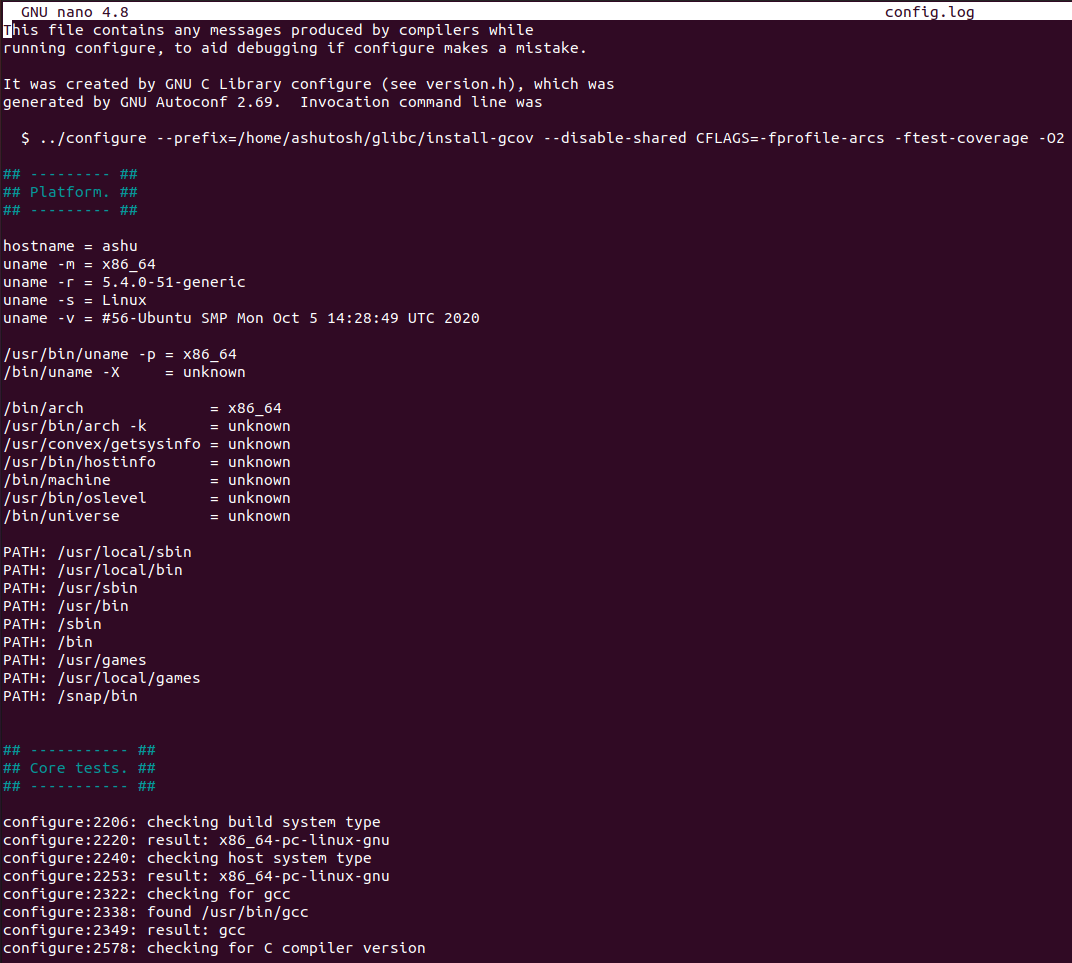 GNU nano 4.8 config.log
This file contains any messages produced by compilers while
running configure, to aid debugging if configure makes a mistake.
It was created by GNU C Library configure (see version.h), which was
generated by GNU Autoconf 2.69.  Invocation command line was
$ ../configure --prefix=/home/ashutosh/glibc/install-gcov --disable-shared CFLAGS=-fprofile-arcs -ftest-coverage -O2
## --------- ##
## Platform. ##
## --------- ##
hostname = ashu
uname -m = x86_64
uname -r = 5.4.0-51-generic
uname -s = Linux
uname -v = #56-Ubuntu SMP Mon Oct 5 14:28:49 UTC 2020
/usr/bin/uname -p = x86_64
/bin/uname -X     = unknown
/bin/arch              = x86_64
/usr/bin/arch -k       = unknown
/usr/convex/getsysinfo = unknown
/usr/bin/hostinfo      = unknown
/bin/machine           = unknown
/usr/bin/oslevel       = unknown
/bin/universe          = unknown
PATH: /usr/local/sbin
PATH: /usr/local/bin
PATH: /usr/sbin
PATH: /usr/bin
PATH: /sbin
PATH: /bin
PATH: /usr/games
PATH: /usr/local/games
PATH: /snap/bin
## ----------- ##
## Core tests. ##
## ----------- ##
configure:2206: checking build system type
configure:2220: result: x86_64-pc-linux-gnu
configure:2240: checking host system type
configure:2253: result: x86_64-pc-linux-gnu
configure:2322: checking for gcc
configure:2338: found /usr/bin/gcc
configure:2349: result: gcc
configure:2578: checking for C compiler version